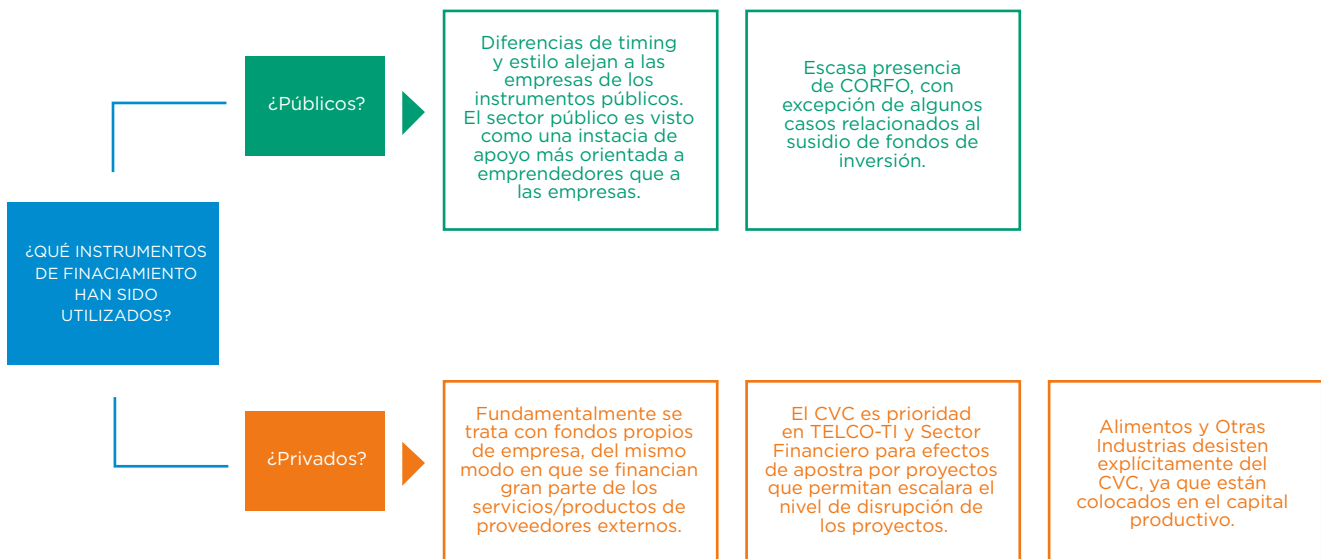 ¿QUÉ INSTRUMENTOS
DE FINACIAMIENTO
HAN SIDO
UTILIZADOS?
¿Públicos?
Diferencias de timing
y estilo alejan a las
empresas de los
instrumentos públicos.
El sector público es visto
como una instacia de
apoyo más orientada a
emprendedores que a
las empresas.
Escasa presencia
de CORFO, con
excepción de algunos
casos relacionados al
susidio de fondos de
inversión.
¿Privados?
Fundamentalmente se
trata con fondos propios
de empresa, del mismo
modo en que se financian
gran parte de los
servicios/productos de
proveedores externos.
El CVC es prioridad
en TELCO-TI y Sector
Financiero para efectos
de apostra por proyectos
que permitan escalara el
nivel de disrupción de
los proyectos.
Alimentos y Otras
Industrias desisten
explícitamente del
CVC, ya que están
colocados en el capital
productivo.